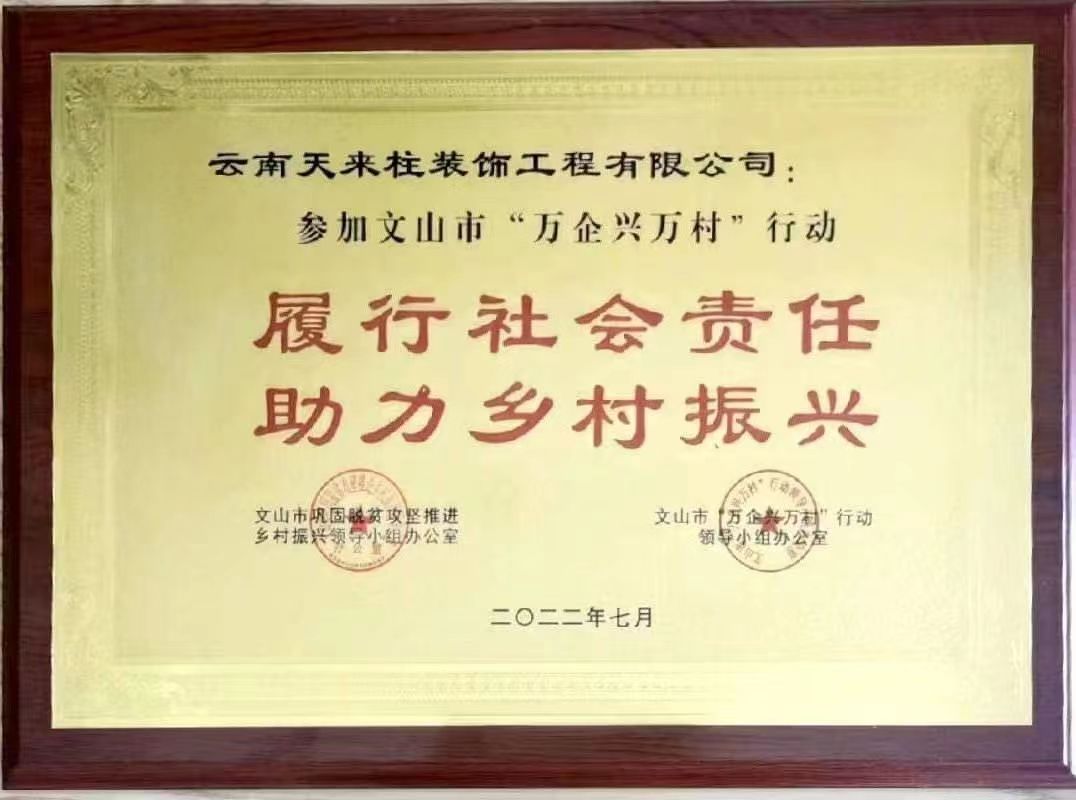 云南天来柱装饰工程有限公司：
参加文山市“万企兴万村”行动
履行社会责任
助力乡村振兴
文山市巩固脱贫攻坚推进
乡村振兴领导小组办公室
文山市“万企兴万村”行动
领导小组办公室
二〇二二年七月